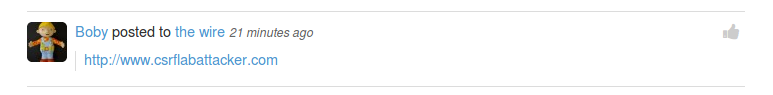 Boby posted to the wire 21 minutes ago
http://www.csrflabattacker.com